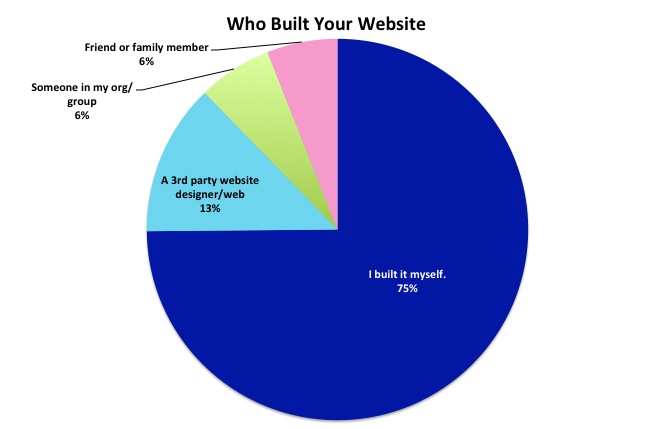 Who Built Your Website
Friend or family member
6%
Someone in my org/
group
6%
A 3rd party website
designer/web
13%
I built it myself.
75%